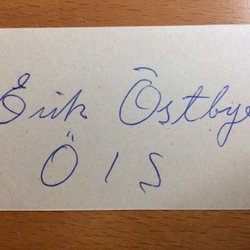 Erik Östbye
Ö I S